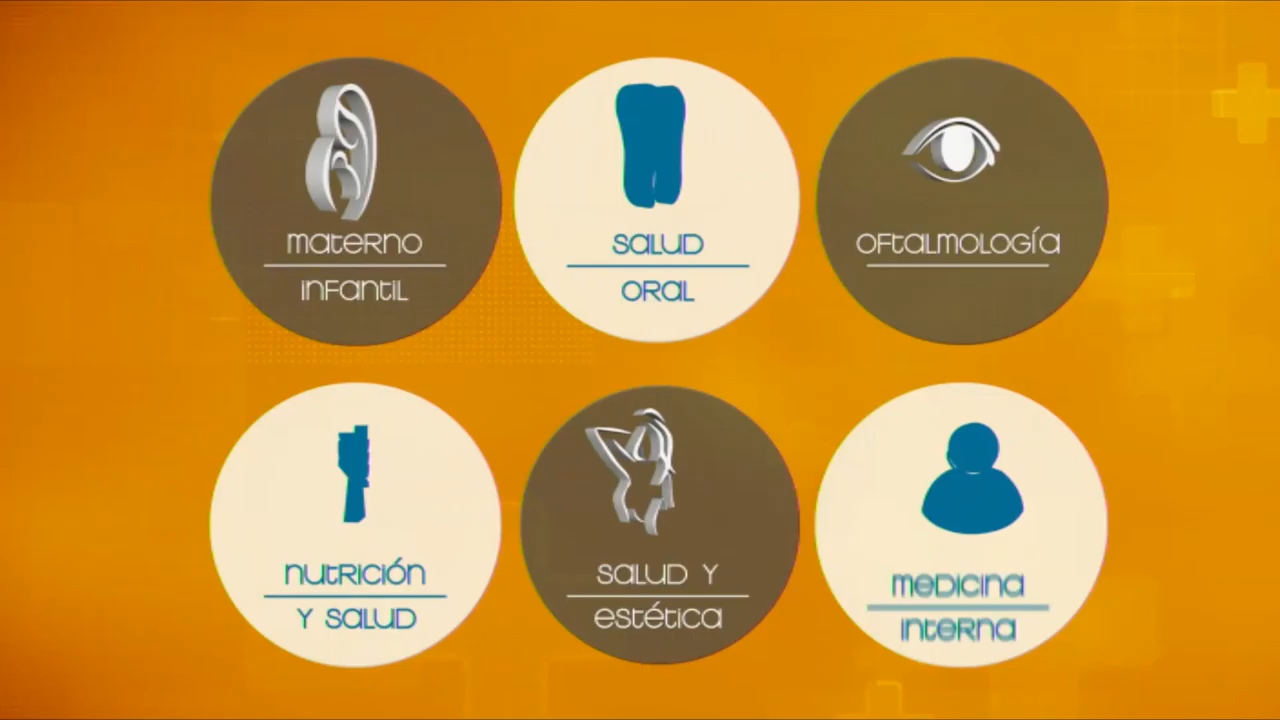 materno
infantil
salud
oral
oftalmología
nutrición
y salud
salud y
estética
medicina
interna